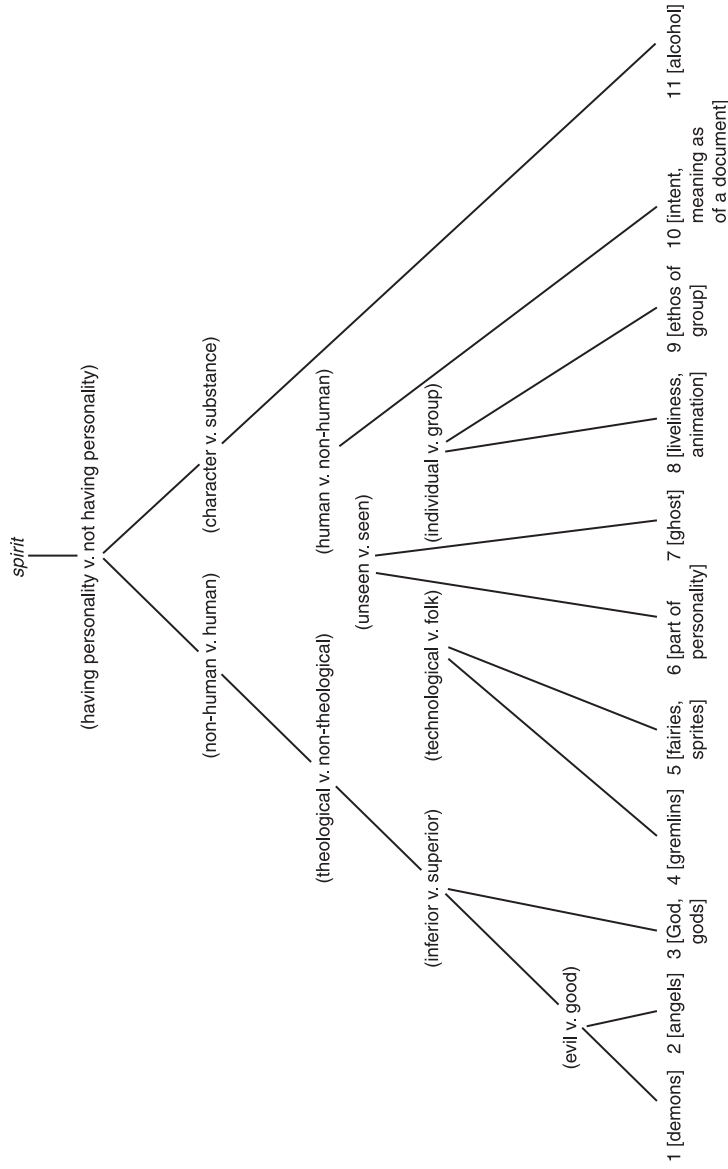 spirit
(having personality v. not having personality)
(non-human v. human)
(character v. substance)
(theological v. non-theological)
(human v. non-human)
(unseen v. seen)
(inferior v. superior)
(technological v. folk)
(individual v. group)
(evil v. good)
1 [demons]
2 [angels]
3 [God,
gods]
4 [gremlins]
5 [fairies,
sprites]
6 [part of
personality]
7 [ghost]
8 [liveliness,
animation]
9 [ethos of
group]
10 [intent,
meaning as
of a document]
11 [alcohol]